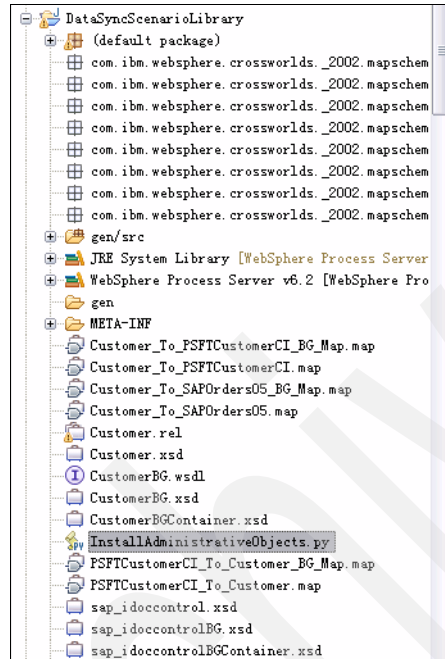 DataSyncScenarioLibrary
(default package)
com.ibm.websphere.crossworlds._2002.mapschem
com.ibm.websphere.crossworlds._2002.mapschem
com.ibm.websphere.crossworlds._2002.mapschem
com.ibm.websphere.crossworlds._2002.mapschem
com.ibm.websphere.crossworlds._2002.mapschem
com.ibm.websphere.crossworlds._2002.mapschem
com.ibm.websphere.crossworlds._2002.mapschem
com.ibm.websphere.crossworlds._2002.mapschem
gen/src
JRE System Library [WebSphere Process Server
WebSphere Process Server v6.2 [WebSphere Pro
gen
META-INF
Customer_To_PSFTCustomerCI_BG_Map.map
Customer_To_PSFTCustomerCI.map
Customer_To_SAPOrders05_BG_Map.map
Customer_To_SAPOrders05.map
Customer.rel
Customer.xsd
CustomerBG.wsdl
CustomerBG.xsd
CustomerBGContainer.xsd
InstallAdministrativeObjects.py
PSFTCustomerCI_To_Customer_BG_Map.map
PSFTCustomerCI_To_Customer.map
sap_idoccontrol.xsd
sap_idoccontrolBG.xsd
sap_idoccontrolBGContainer.xsd